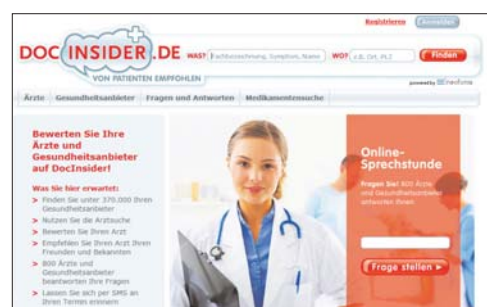 Registrieren Anmelden
DOCINSIDER.DE WAS? Fachbezeichnung, Symptom, Name WO? z.B. Ort, PLZ Finden
VON PATIENTEN EMPFOHLEN
powered by
Ärzte Gesundheitsanbieter Fragen und Antworten Medikamentensuche
Bewerten Sie Ihre
Ärzte und
Gesundheitsanbieter
auf DocInsider!
Was Sie hier erwartet:
> Finden Sie unter 370.000 Ihren
Gesundheitsanbieter
> Nutzen Sie die Arztsuche
> Bewerten Sie Ihren Arzt
> Empfehlen Sie Ihren Arzt Ihren
Freunden und Bekannten
> 800 Ärzte und
Gesundheitsanbieter
beantworten Ihre Fragen
> Lassen Sie sich per SMS an
Ihren Termin erinnern
Online-
Sprechstunde
Fragen Sie! 800 Ärzte
und Gesundheitsanbieter
antworten Ihnen
Frage stellen